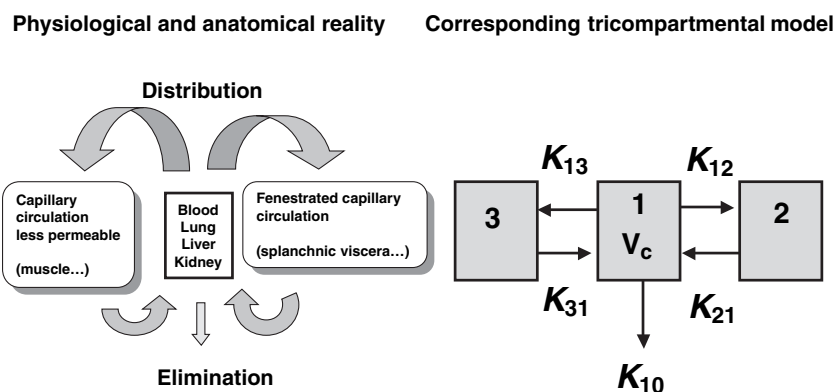 Physiological and anatomical reality
Corresponding tricompartmental model
Distribution
Capillary
circulation
less permeable
(muscle...)
Blood
Lung
Liver
Kidney
Fenestrated capillary
circulation
(splanchnic viscera...)
Elimination
K13
K12
3
1
Vc
2
K31
K21
K10